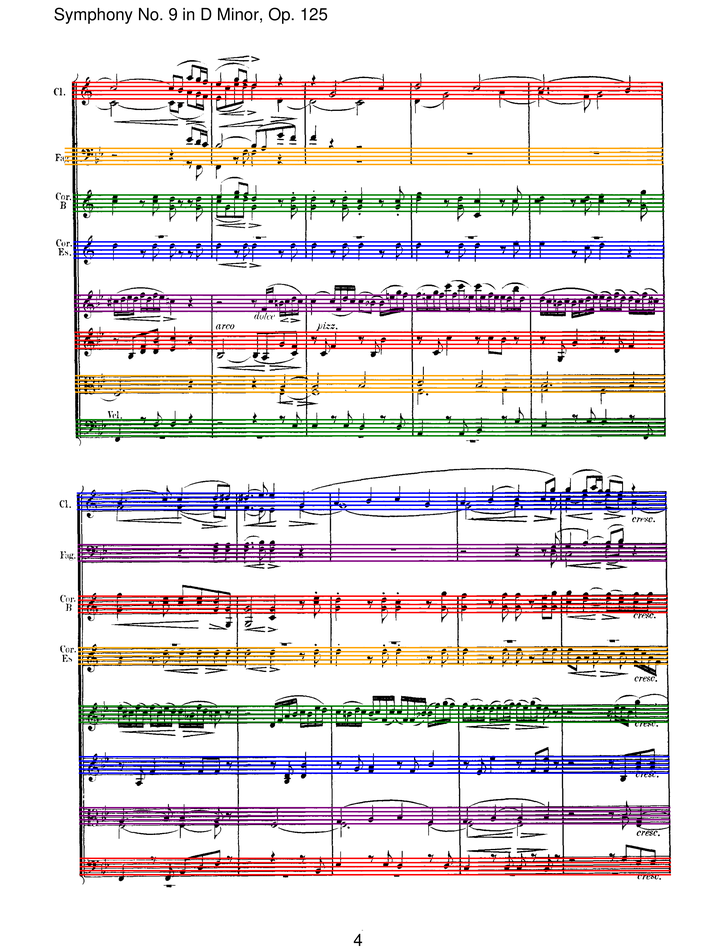 Symphony No. 9 in D Minor, Op. 125
Cl.
Fag.
Cor.
B
Cor.
Es.
dolce
arco
pizz.
Vcl.
Cl.
cresc.
Fag.
Cor.
B
cresc.
Cor.
Es
cresc.
cresc.
cresc.
cresc.
cresc.
4